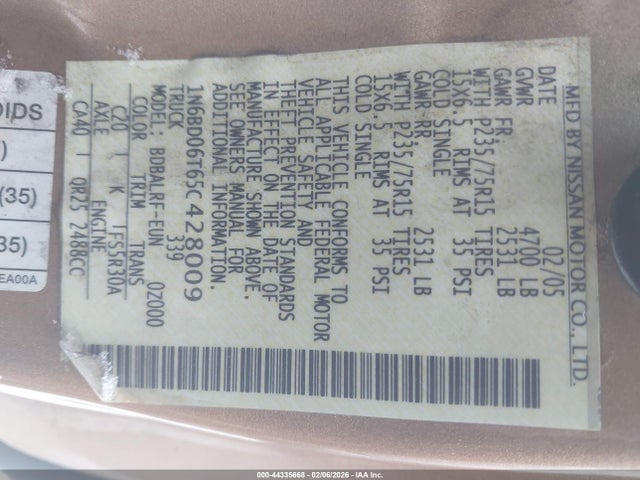 MFD BY NISSAN MOTOR CO., LTD.
DATE 02/05
GVWR 4700 LB
GAWR FR. 2531 LB
WITH P235/75R15 TIRES
15X6.5 RIMS AT 35 PSI
COLD SINGLE
GAWR RR. 2531 LB
WITH P235/75R15 TIRES
15X6.5 RIMS AT 35 PSI
COLD SINGLE
THIS VEHICLE CONFORMS TO
ALL APPLICABLE FEDERAL MOTOR
VEHICLE SAFETY AND
THEFT PREVENTION STANDARDS
IN EFFECT ON THE DATE OF
MANUFACTURE SHOWN ABOVE.
SEE OWNERS MANUAL FOR
ADDITIONAL INFORMATION.
1N6BD06T65C428009
TRUCK 339
MODEL: BDBALRF-EUN 0Z000
COLOR TRIM TRANS
C20 | K | FS5R30A
AXLE ENGINE
CA40 | QR25 2488CC
(35)
35)
EA00A
000-44335668 - 02/06/2026 - IAA Inc.